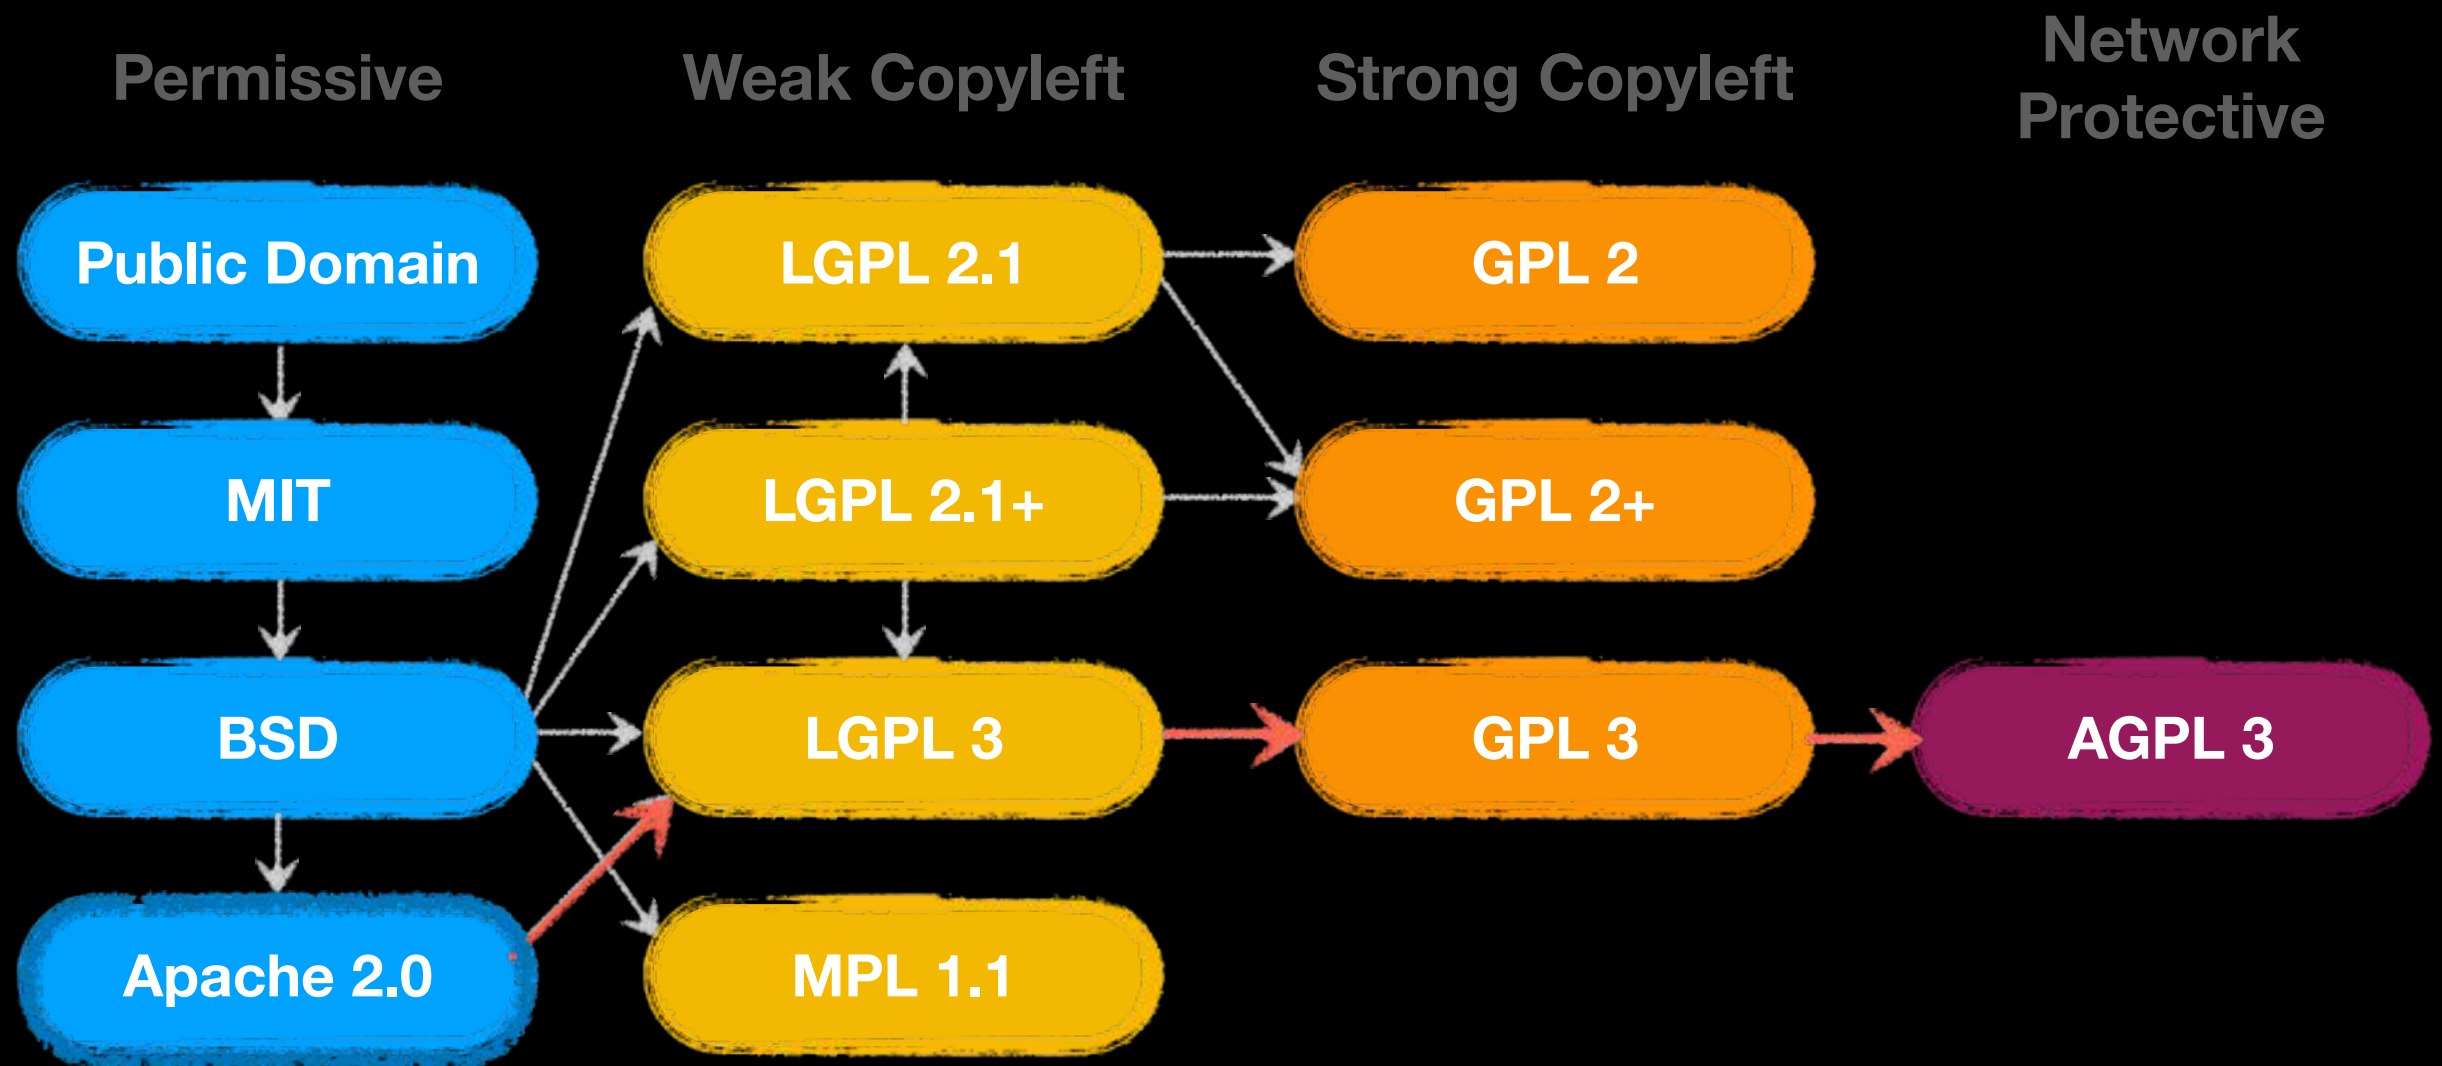 Permissive
Weak Copyleft
Strong Copyleft
Network
Protective
Public Domain
LGPL 2.1
GPL 2
MIT
LGPL 2.1+
GPL 2+
BSD
LGPL 3
GPL 3
AGPL 3
Apache 2.0
MPL 1.1